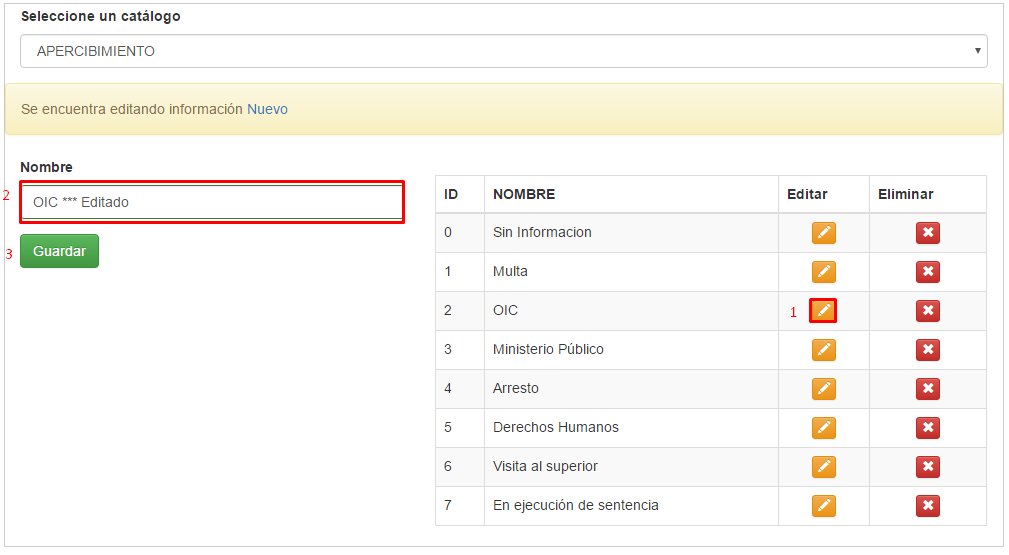 Seleccione un catálogo
APERCIBIMIENTO
Se encuentra editando información Nuevo
Nombre
2 OIC *** Editado
3 Guardar
ID NOMBRE Editar Eliminar
0 Sin Informacion
1 Multa
2 OIC 1
3 Ministerio Público
4 Arresto
5 Derechos Humanos
6 Visita al superior
7 En ejecución de sentencia